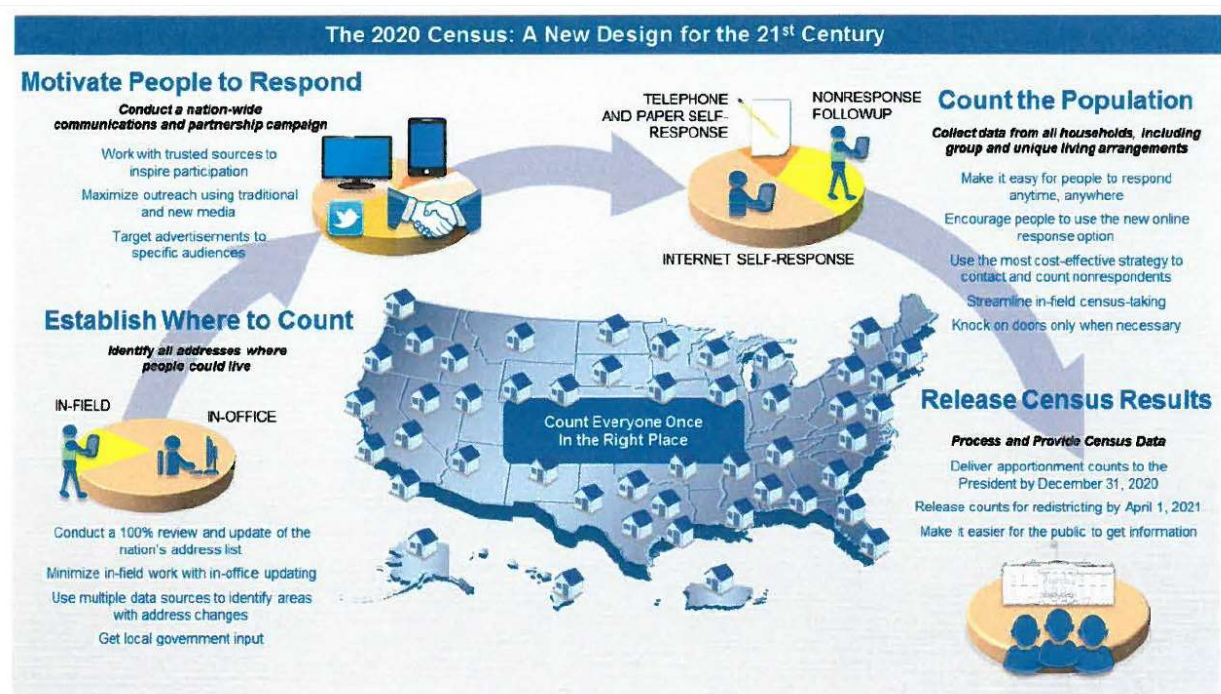 The 2020 Census: A New Design for the 21st Century
Motivate People to Respond
Conduct a nation-wide
communications and partnership campaign
Work with trusted sources to
inspire participation
Maximize outreach using traditional
and new media
Target advertisements to
specific audiences
TELEPHONE
AND PAPER SELF-
RESPONSE
NONRESPONSE
FOLLOWUP
INTERNET SELF-RESPONSE
Count the Population
Collect data from all households, including
group and unique living arrangements
Make it easy for people to respond
anytime, anywhere
Encourage people to use the new online
response option
Use the most cost-effective strategy to
contact and count nonrespondents
Streamline in-field census-taking
Knock on doors only when necessary
Establish Where to Count
Identify all addresses where
people could live
IN-FIELD
IN-OFFICE
Conduct a 100% review and update of the
nation's address list
Minimize in-field work with in-office updating
Use multiple data sources to identify areas
with address changes
Get local government input
Count Everyone Once
In the Right Place
Release Census Results
Process and Provide Census Data
Deliver apportionment counts to the
President by December 31, 2020
Release counts for redistricting by April 1, 2021
Make it easier for the public to get information